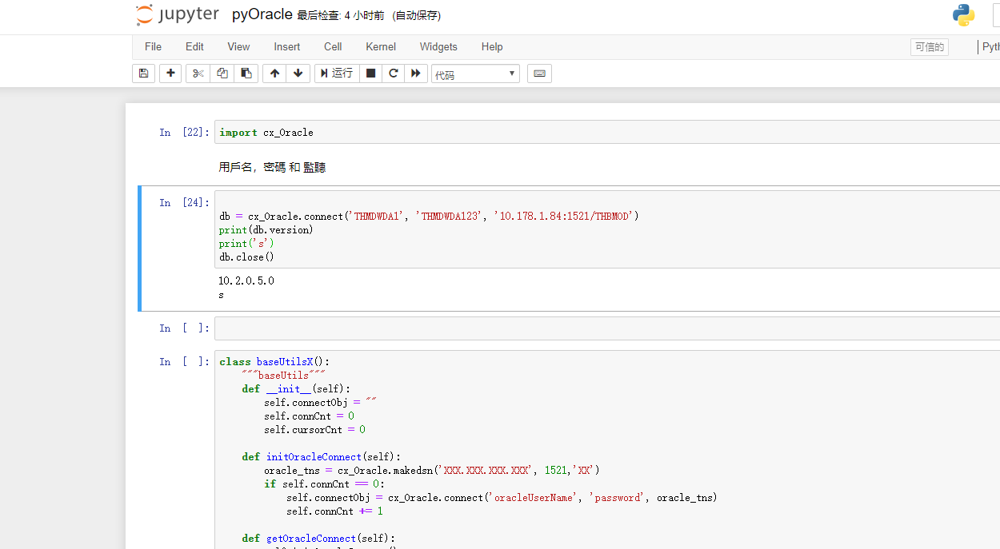 jupyter pyOracle 最后检查: 4 小时前 (自动保存)
File Edit View Insert Cell Kernel Widgets Help 可信的
运行 代码
In [22]: import cx_Oracle
用戶名，密碼 和 監聽
In [24]:
db = cx_Oracle.connect('THMDWDA1', 'THMDWDA123', '10.178.1.84:1521/THBMOD')
print(db.version)
print('s')
db.close()
10.2.0.5.0
s
In [ ]:
In [ ]: class baseUtilsX():
"""baseUtils"""
def __init__(self):
self.connectObj = ""
self.connCnt = 0
self.cursorCnt = 0
def initOracleConnect(self):
oracle_tns = cx_Oracle.makedsn('XXX.XXX.XXX.XXX', 1521,'XX')
if self.connCnt == 0:
self.connectObj = cx_Oracle.connect('oracleUserName', 'password', oracle_tns)
self.connCnt += 1
def getOracleConnect(self):